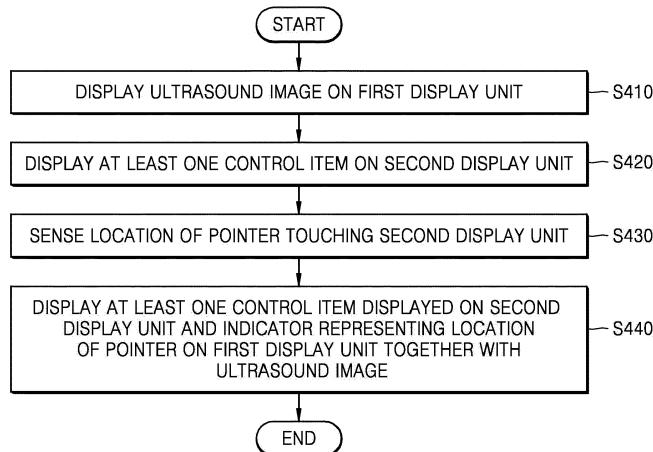 START
DISPLAY ULTRASOUND IMAGE ON FIRST DISPLAY UNIT
S410
DISPLAY AT LEAST ONE CONTROL ITEM ON SECOND DISPLAY UNIT
S420
SENSE LOCATION OF POINTER TOUCHING SECOND DISPLAY UNIT
S430
DISPLAY AT LEAST ONE CONTROL ITEM DISPLAYED ON SECOND
DISPLAY UNIT AND INDICATOR REPRESENTING LOCATION
OF POINTER ON FIRST DISPLAY UNIT TOGETHER WITH
ULTRASOUND IMAGE
S440
END